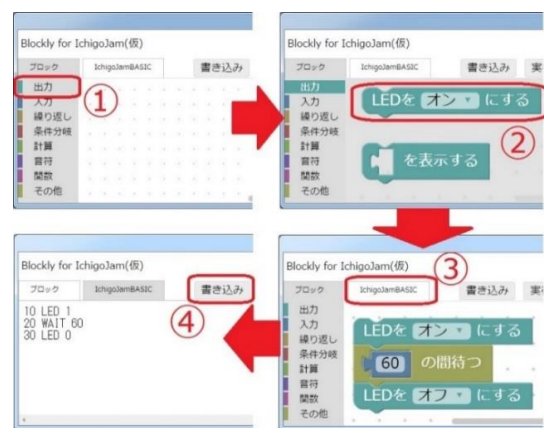 Blockly for IchigoJam(仮)
ブロック IchigoJamBASIC 書き込み
出力
入力
繰り返し
条件分岐
計算
音符
関数
その他
①
Blockly for IchigoJam(仮)
ブロック IchigoJamBASIC 書き込み 実
出力
入力
繰り返し
条件分岐
計算
音符
関数
その他
LEDを オン にする
②
を表示する
Blockly for IchigoJam(仮)
③
ブロック IchigoJamBASIC 書き込み 実
出力
入力
繰り返し
条件分岐
計算
音符
関数
その他
LEDを オン にする
60 の間待つ
LEDを オフ にする
Blockly for IchigoJam(仮)
ブロック IchigoJamBASIC 書き込み
④
10 LED 1
20 WAIT 60
30 LED 0